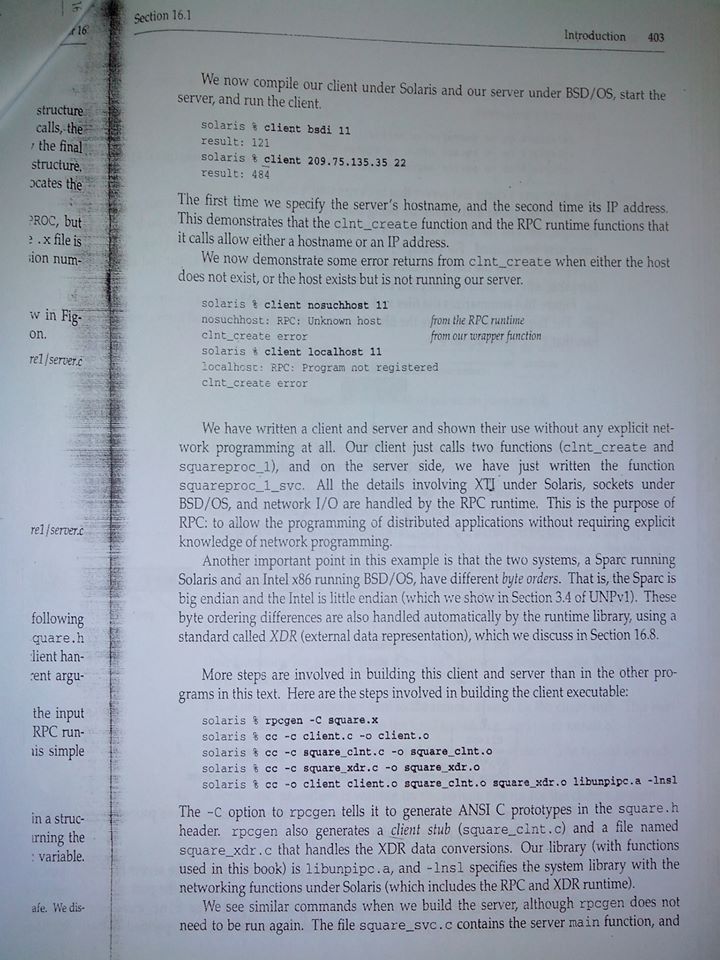 Section 16.1
Introduction 403
We now compile our client under Solaris and our server under BSD/OS, start the
server, and run the client.
solaris % client bsdi 11
result: 121
solaris % client 209.75.135.35 22
result: 484
The first time we specify the server's hostname, and the second time its IP address.
This demonstrates that the clnt_create function and the RPC runtime functions that
it calls allow either a hostname or an IP address.
We now demonstrate some error returns from clnt_create when either the host
does not exist, or the host exists but is not running our server.
solaris % client nosuchhost 11
nosuchhost: RPC: Unknown host from the RPC runtime
clnt_create error from our wrapper function
solaris % client localhost 11
localhost: RPC: Program not registered
clnt_create error
We have written a client and server and shown their use without any explicit net-
work programming at all. Our client just calls two functions (clnt_create and
squareproc_1), and on the server side, we have just written the function
squareproc_1_svc. All the details involving XTI under Solaris, sockets under
BSD/OS, and network I/O are handled by the RPC runtime. This is the purpose of
RPC: to allow the programming of distributed applications without requiring explicit
knowledge of network programming.
Another important point in this example is that the two systems, a Sparc running
Solaris and an Intel x86 running BSD/OS, have different byte orders. That is, the Sparc is
big endian and the Intel is little endian (which we show in Section 3.4 of UNPv1). These
byte ordering differences are also handled automatically by the runtime library, using a
standard called XDR (external data representation), which we discuss in Section 16.8.
More steps are involved in building this client and server than in the other pro-
grams in this text. Here are the steps involved in building the client executable:
solaris % rpcgen -C square.x
solaris % cc -c client.c -o client.o
solaris % cc -c square_clnt.c -o square_clnt.o
solaris % cc -c square_xdr.c -o square_xdr.o
solaris % cc -o client client.o square_clnt.o square_xdr.o libunpipc.a -lnsl
The -C option to rpcgen tells it to generate ANSI C prototypes in the square.h
header. rpcgen also generates a client stub (square_clnt.c) and a file named
square_xdr.c that handles the XDR data conversions. Our library (with functions
used in this book) is libunpipc.a, and -lnsl specifies the system library with the
networking functions under Solaris (which includes the RPC and XDR runtime).
We see similar commands when we build the server, although rpcgen does not
need to be run again. The file square_svc.c contains the server main function, and
16
structure
calls, the
the final
structure,
ocates the
PROC, but
.x file is
ion num-
w in Fig-
on.
re1/server.c
re1/server.c
following
quare.h
lient han-
rent argu-
the input
RPC run-
is simple
in a struc-
rning the
variable.
afe. We dis-